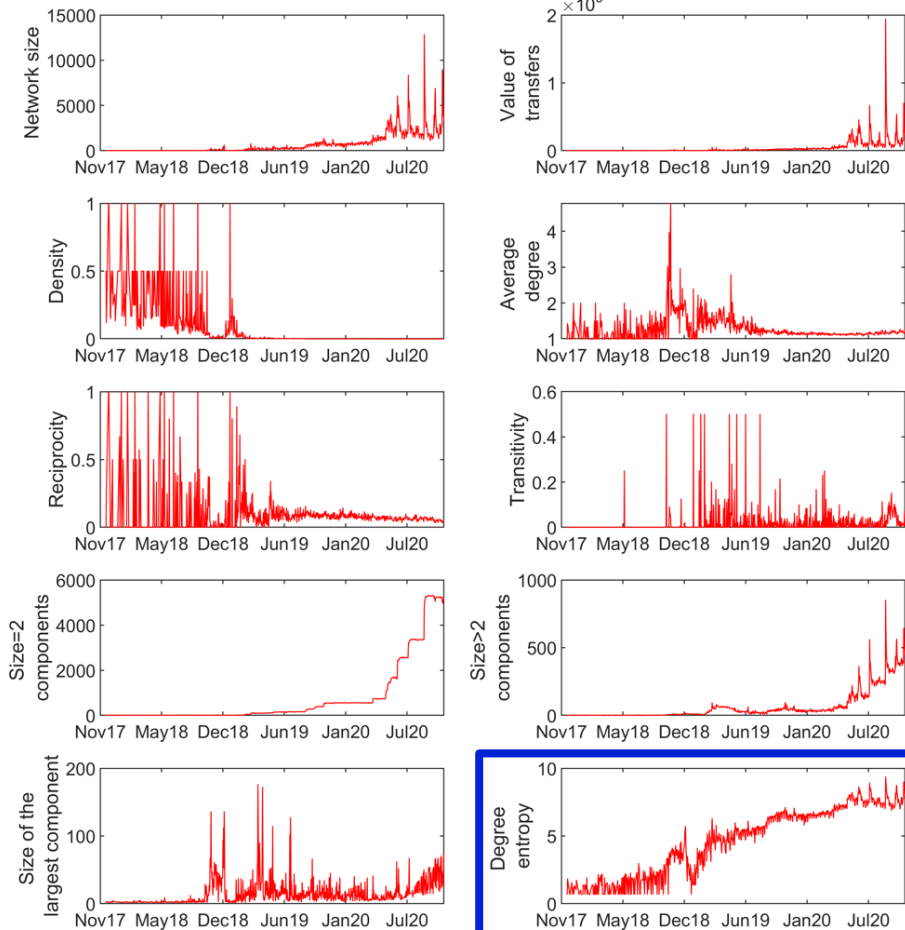 15000
10000
5000
0
Network size
Nov17 May18 Dec18 Jun19 Jan20 Jul20
2
1
0
Value of
transfers
Nov17 May18 Dec18 Jun19 Jan20 Jul20
1
0.5
0
Density
Nov17 May18 Dec18 Jun19 Jan20 Jul20
4
3
2
1
Average
degree
Nov17 May18 Dec18 Jun19 Jan20 Jul20
1
0.5
0
Reciprocity
Nov17 May18 Dec18 Jun19 Jan20 Jul20
0.6
0.4
0.2
0
Transitivity
Nov17 May18 Dec18 Jun19 Jan20 Jul20
6000
4000
2000
0
Size=2
components
Nov17 May18 Dec18 Jun19 Jan20 Jul20
1000
500
0
Size>2
components
Nov17 May18 Dec18 Jun19 Jan20 Jul20
200
100
0
Size of the
largest component
Nov17 May18 Dec18 Jun19 Jan20 Jul20
10
5
0
Degree
entropy
Nov17 May18 Dec18 Jun19 Jan20 Jul20